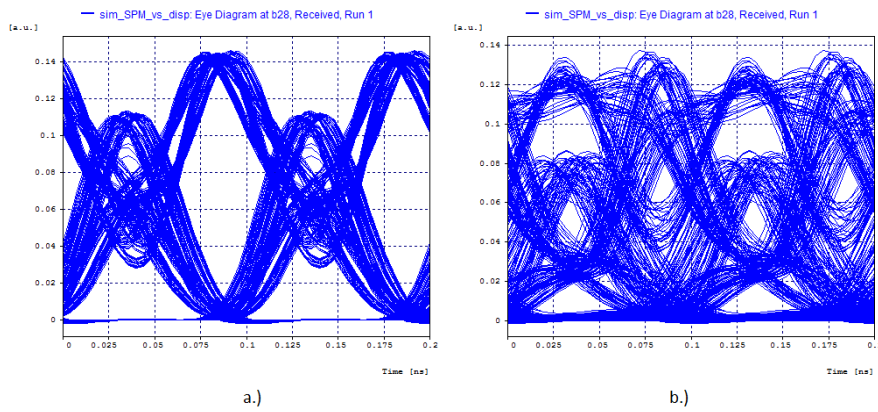 sim_SPM_vs_disp: Eye Diagram at b28, Received, Run 1
[a.u.]
0.14
0.12
0.1
0.08
0.06
0.04
0.02
0
0 0.025 0.05 0.075 0.1 0.125 0.15 0.175 0.2
Time [ns]
a.)
sim_SPM_vs_disp: Eye Diagram at b28, Received, Run 1
[a.u.]
0.14
0.12
0.1
0.08
0.06
0.04
0.02
0
0 0.025 0.05 0.075 0.1 0.125 0.15 0.175 0.2
Time [ns]
b.)